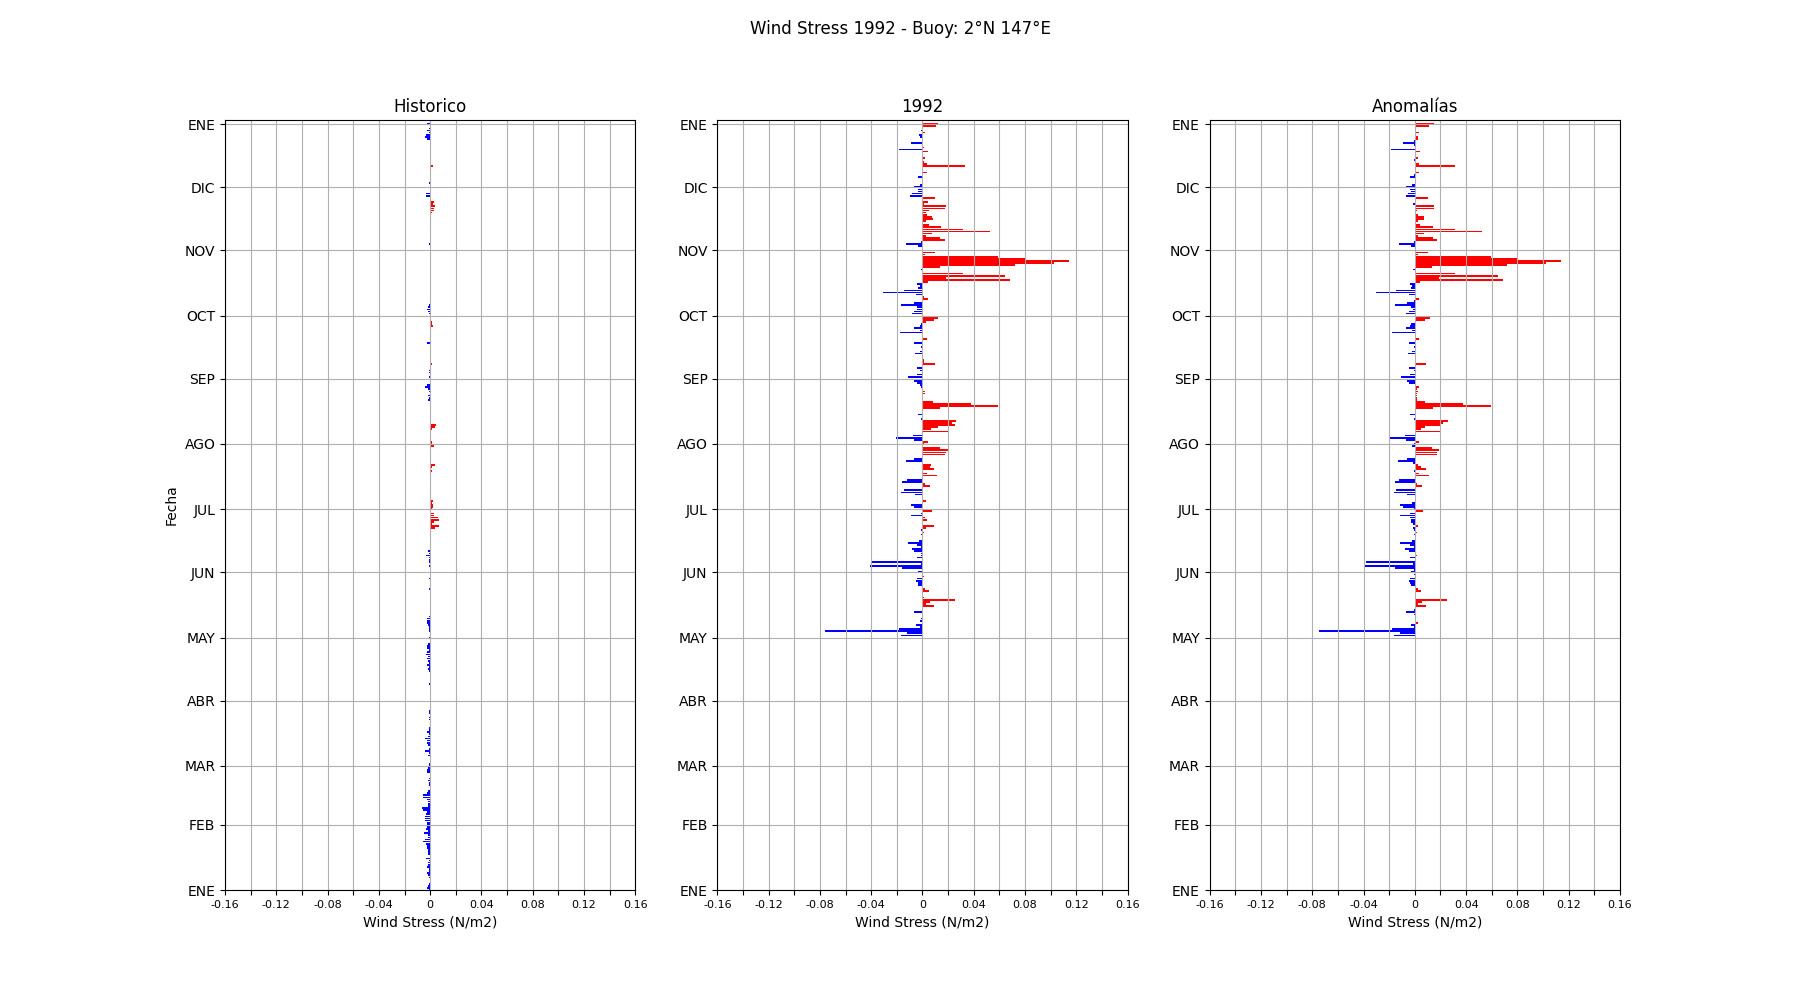 Wind Stress 1992 - Buoy: 2°N 147°E
Historico
ENE
DIC
NOV
OCT
SEP
AGO
JUL
JUN
MAY
ABR
MAR
FEB
ENE
Fecha
-0.16 -0.12 -0.08 -0.04 0 0.04 0.08 0.12 0.16
Wind Stress (N/m2)
1992
ENE
DIC
NOV
OCT
SEP
AGO
JUL
JUN
MAY
ABR
MAR
FEB
ENE
-0.16 -0.12 -0.08 -0.04 0 0.04 0.08 0.12 0.16
Wind Stress (N/m2)
Anomalías
ENE
DIC
NOV
OCT
SEP
AGO
JUL
JUN
MAY
ABR
MAR
FEB
ENE
-0.16 -0.12 -0.08 -0.04 0 0.04 0.08 0.12 0.16
Wind Stress (N/m2)